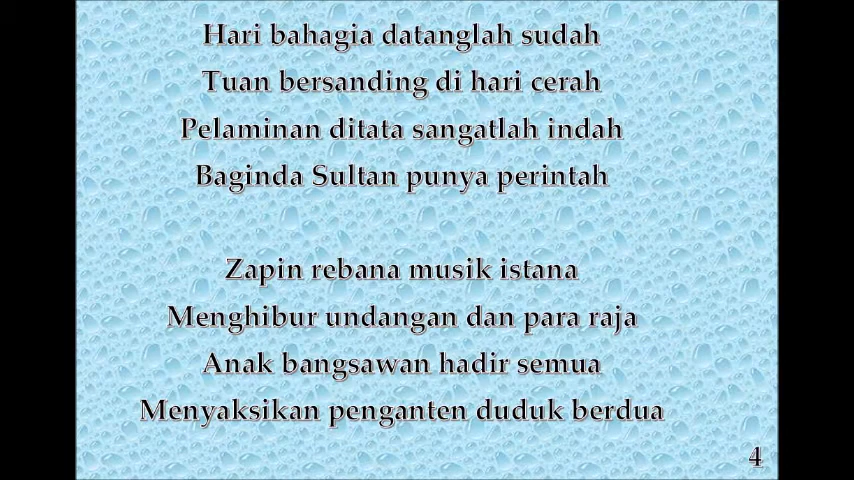 Hari bahagia datanglah sudah
Tuan bersanding di hari cerah
Pelaminan ditata sangatlah indah
Baginda Sultan punya perintah
Zapin rebana musik istana
Menghibur undangan dan para raja
Anak bangsawan hadir semua
Menyaksikan penganten duduk berdua
4